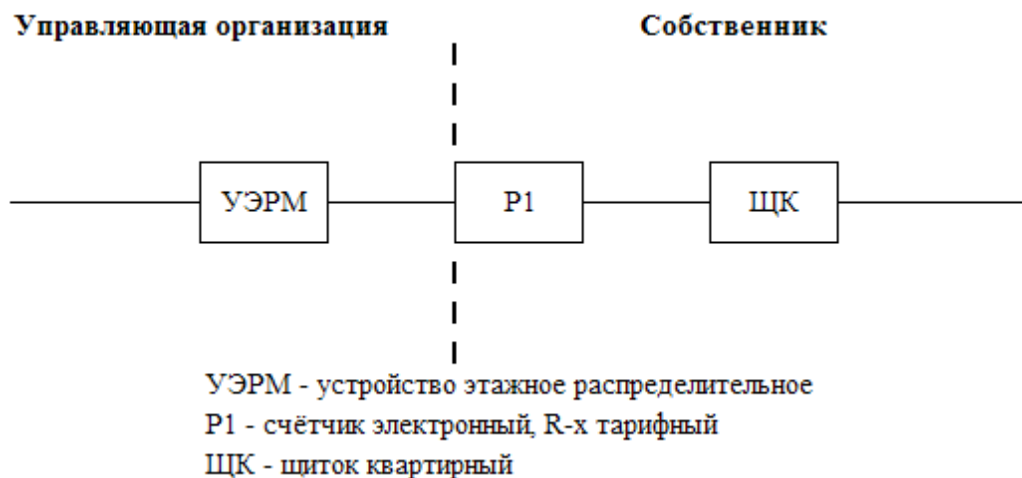 Управляющая организация
Собственник
УЭРМ
Р1
ЩК
УЭРМ - устройство этажное распределительное
Р1 - счётчик электронный, R-х тарифный
ЩК - щиток квартирный